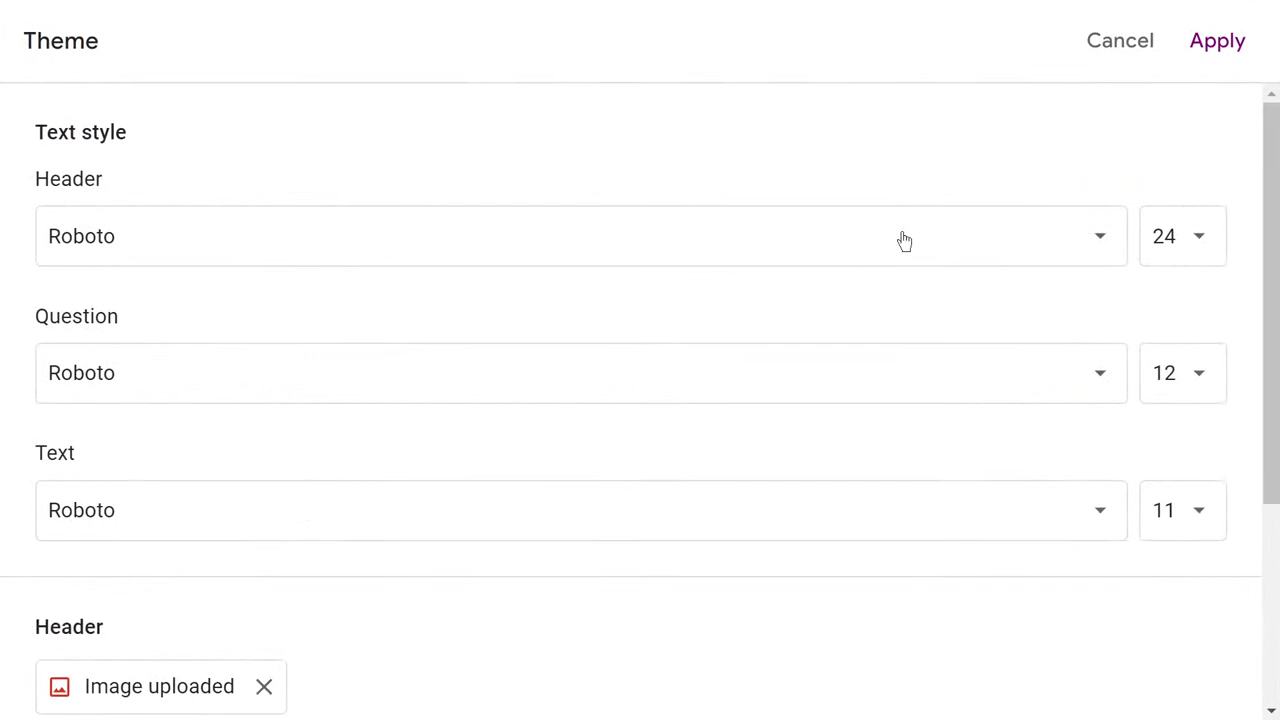 Theme
Cancel Apply
Text style
Header
Roboto 24
Question
Roboto 12
Text
Roboto 11
Header
Image uploaded